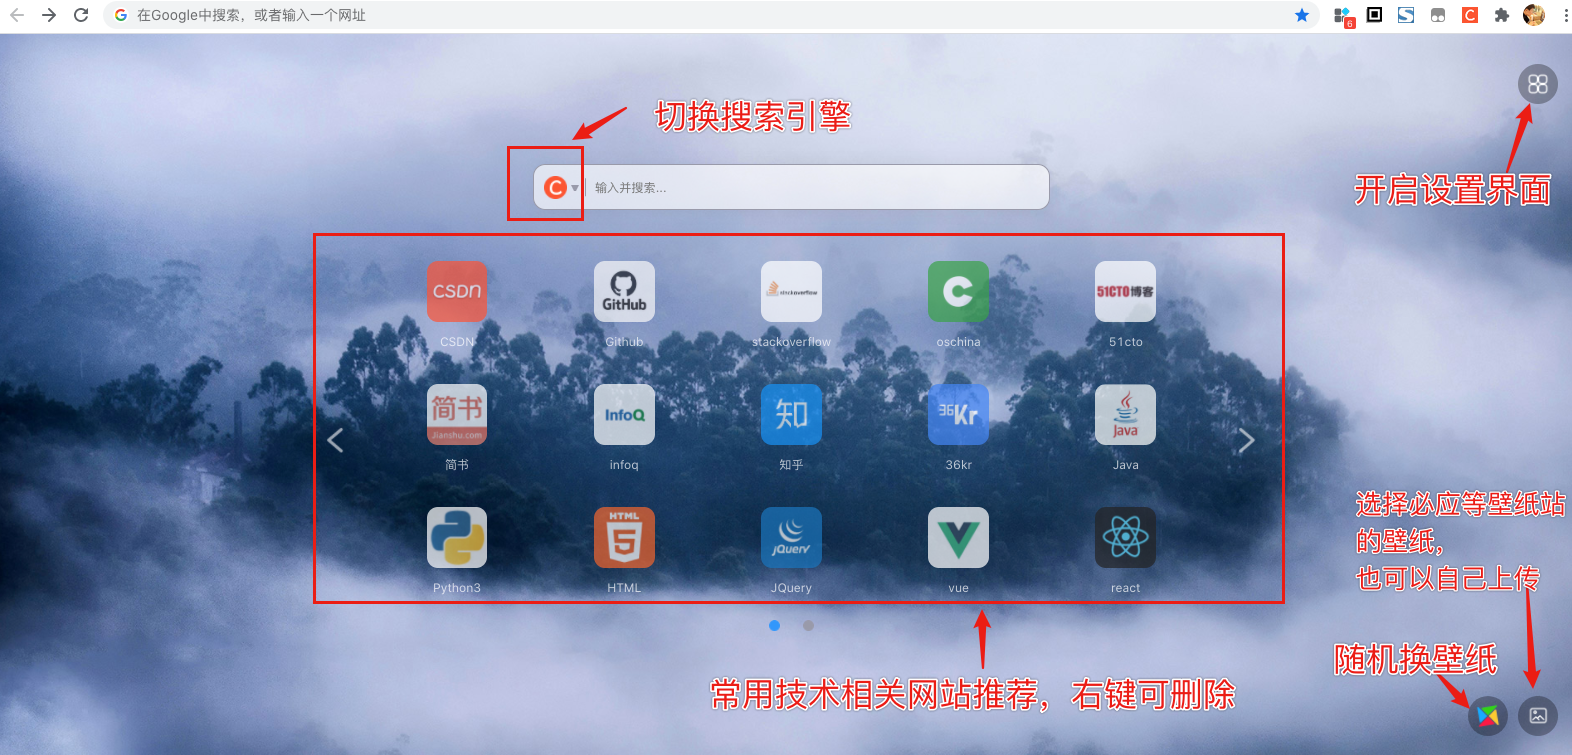 在Google中搜索，或者输入一个网址
6
C
切换搜索引擎
C
输入并搜索...
开启设置界面
CSDN
GitHub
stackoverflow
C
51CTO博客
CSDN
Github
stackoverflow
oschina
51cto
简书
Jianshu.com
InfoQ
知
36Kr
Java
简书
infoq
知乎
36kr
Java
HTML
5
jQuery
Python3
HTML
JQuery
vue
react
选择必应等壁纸站
的壁纸，
也可以自己上传
随机换壁纸
常用技术相关网站推荐，右键可删除